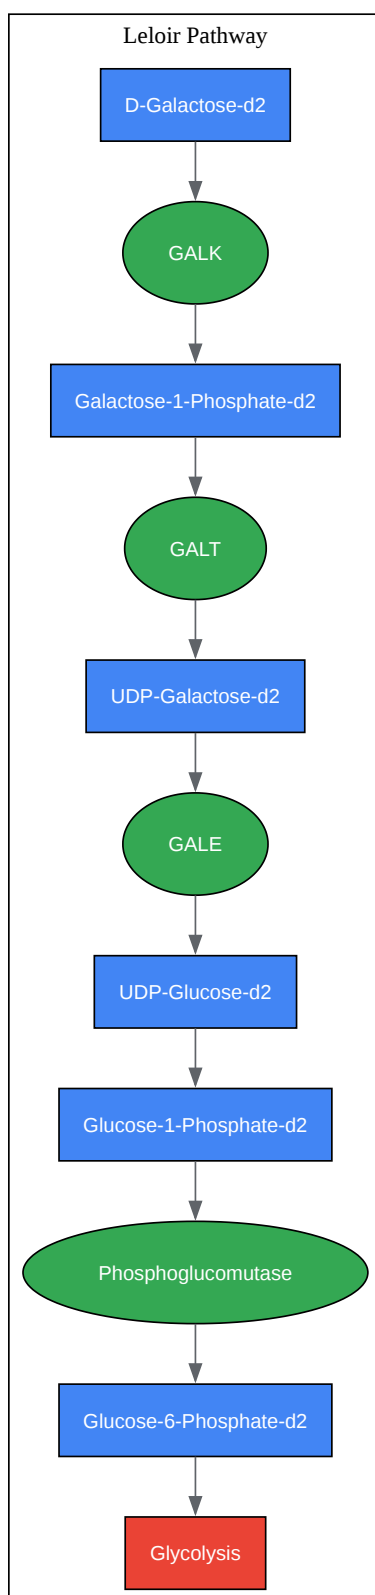 Leloir Pathway
D-Galactose-d2
GALK
Galactose-1-Phosphate-d2
GALT
UDP-Galactose-d2
GALE
UDP-Glucose-d2
Glucose-1-Phosphate-d2
Phosphoglucomutase
Glucose-6-Phosphate-d2
Glycolysis